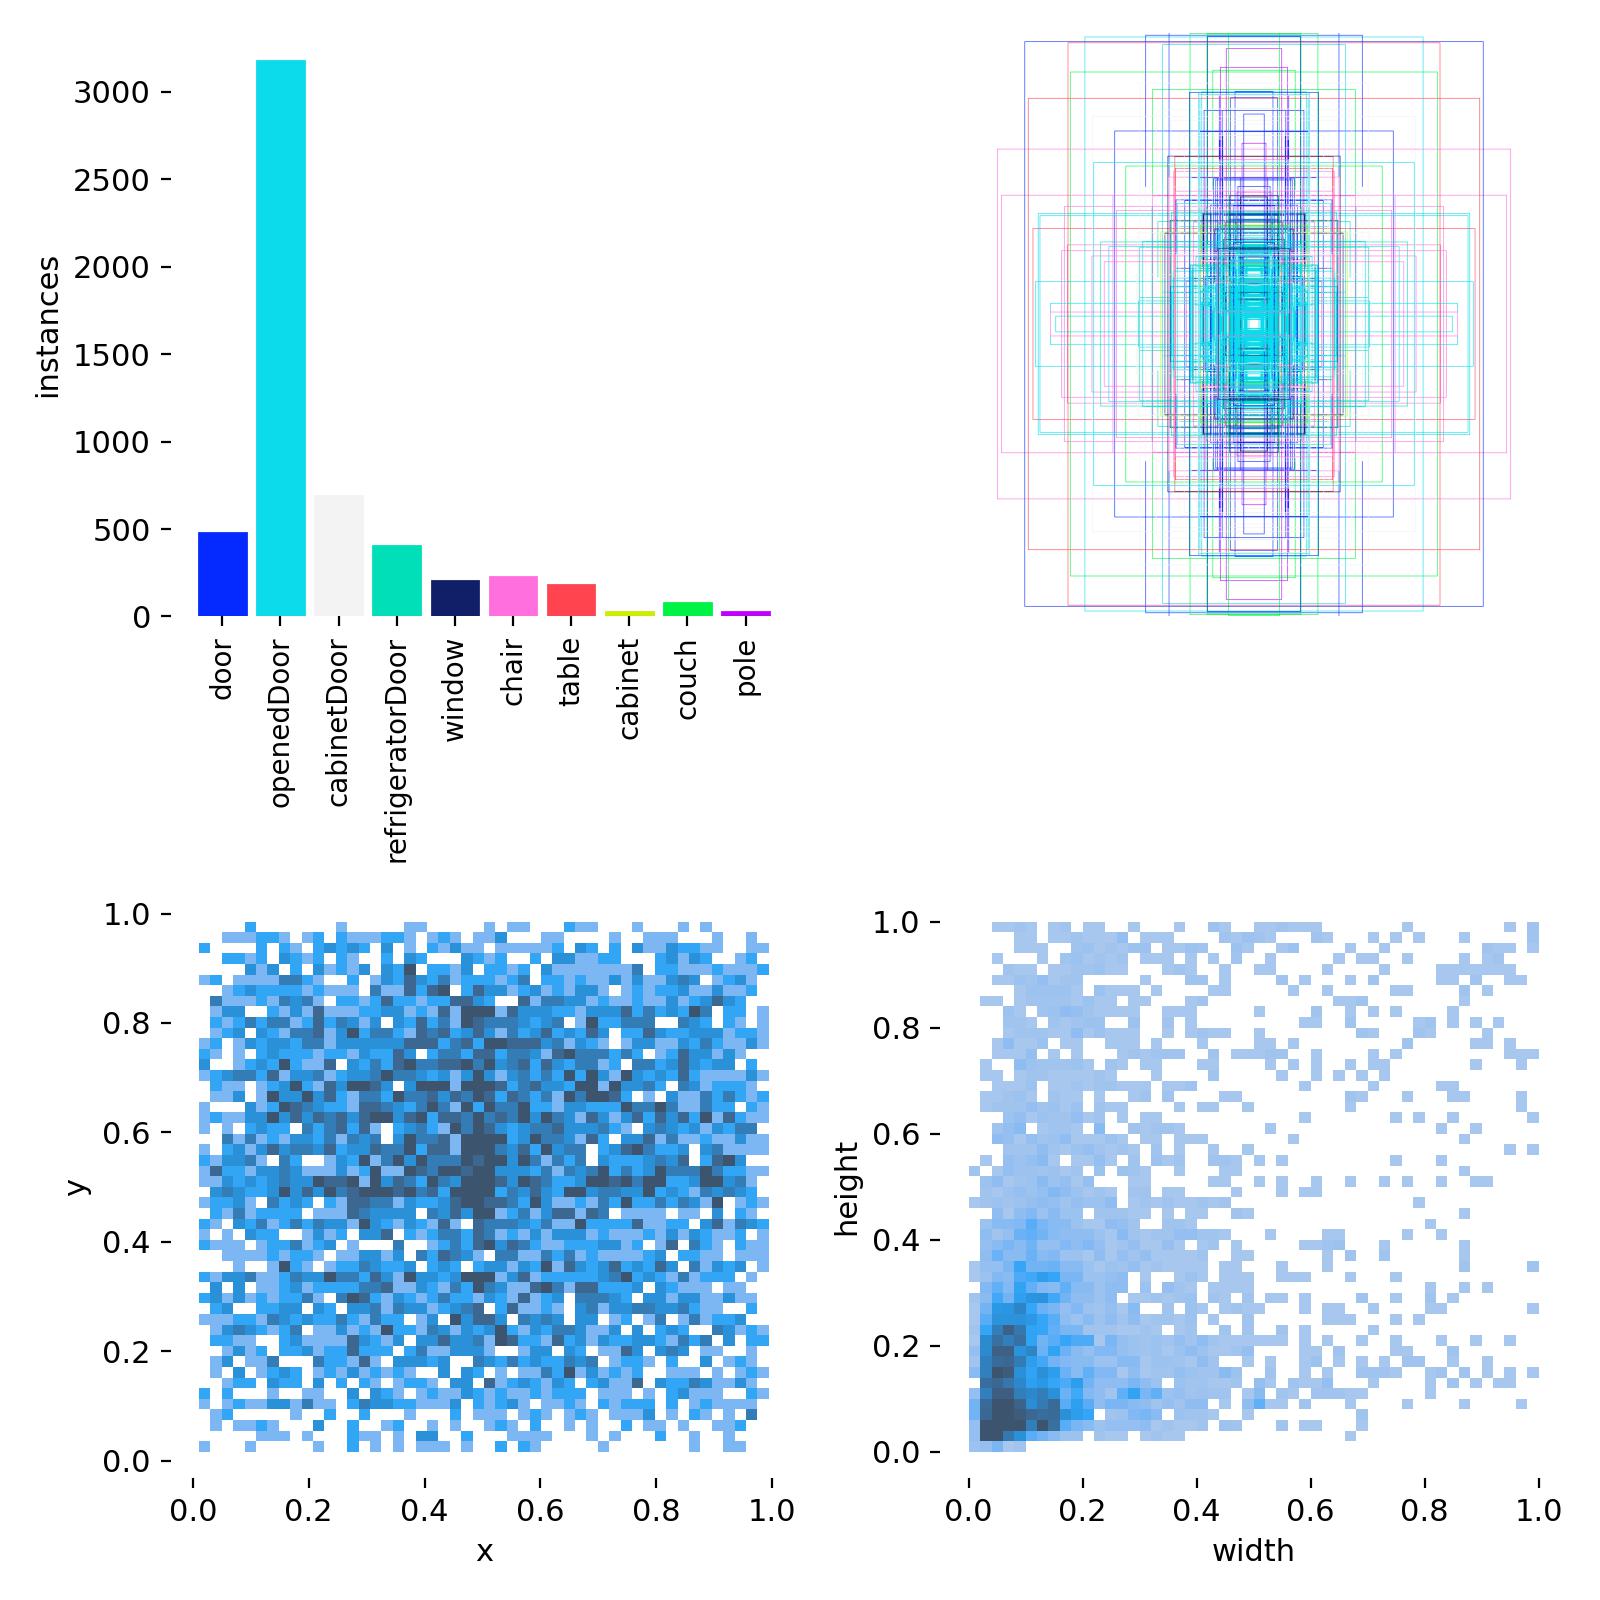 3000
2500
2000
1500
1000
500
0
instances
door
openedDoor
cabinetDoor
refrigeratorDoor
window
chair
table
cabinet
couch
pole
1.0
0.8
0.6
0.4
0.2
0.0
y
0.0 0.2 0.4 0.6 0.8 1.0
x
1.0
0.8
0.6
0.4
0.2
0.0
height
0.0 0.2 0.4 0.6 0.8 1.0
width